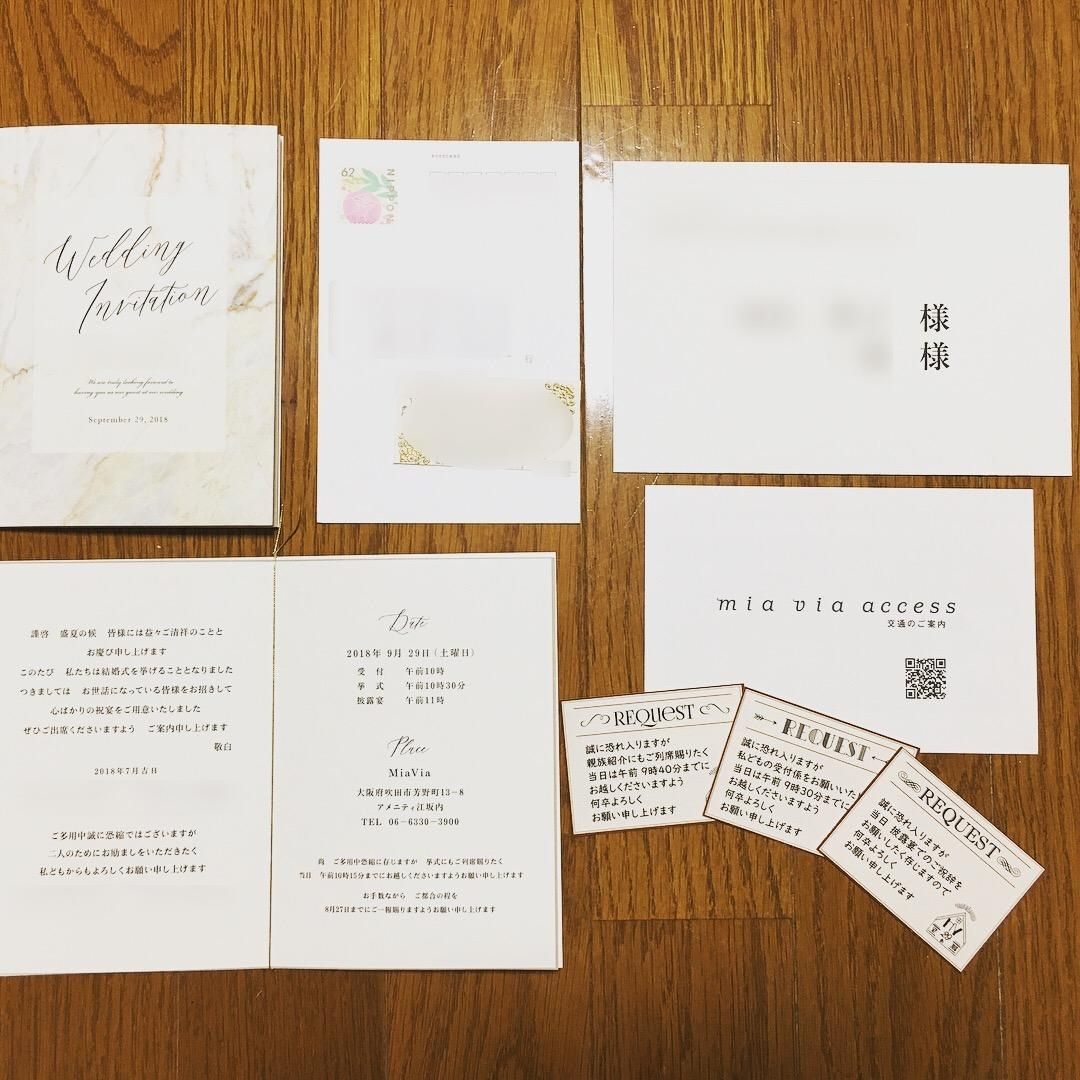 Wedding
Invitation
We are truly looking forward to
having you as our guest at our wedding
September 29, 2018
POSTCARD
62
NIPPON
行
様
様
mia via access
交通のご案内
謹啓 盛夏の候 皆様には益々ご清祥のことと
お慶び申し上げます
このたび 私たちは結婚式を挙げることとなりました
つきましては お世話になっている皆様をお招きして
心ばかりの祝宴をご用意いたしました
ぜひご出席くださいますよう ご案内申し上げます
敬白
2018年7月吉日
ご多用中誠に恐縮ではございますが
二人のためにお励ましをいただきたく
私どもからもよろしくお願い申し上げます
Date
2018年 9月 29日（土曜日）
受 付 午前10時
挙 式 午前10時30分
披露宴 午前11時
Place
MiaVia
大阪府吹田市芳野町13−8
アメニティ江坂内
TEL 06−6330−3900
尚 ご多用中恐縮に存じますが 挙式にもご列席賜りたく
当日 午前10時15分までにお越しくださいますようお願い申し上げます
お手数ながら ご都合の程を
8月27日までにご一報賜りますようお願い申し上げます
REQUEST
誠に恐れ入りますが
親族紹介にもご列席賜りたく
当日は午前 9時40分までに
お越しくださいますよう
何卒よろしく
お願い申し上げます
REQUEST
誠に恐れ入りますが
私どもの受付係をお願いいた
当日は午前 9時30分までに
お越しくださいますよう
何卒よろしく
お願い申し上げます
REQUEST
誠に恐れ入りますが
当日 披露宴でのご祝辞を
お願いしたく存じますので
何卒よろしく
お願い申し上げます